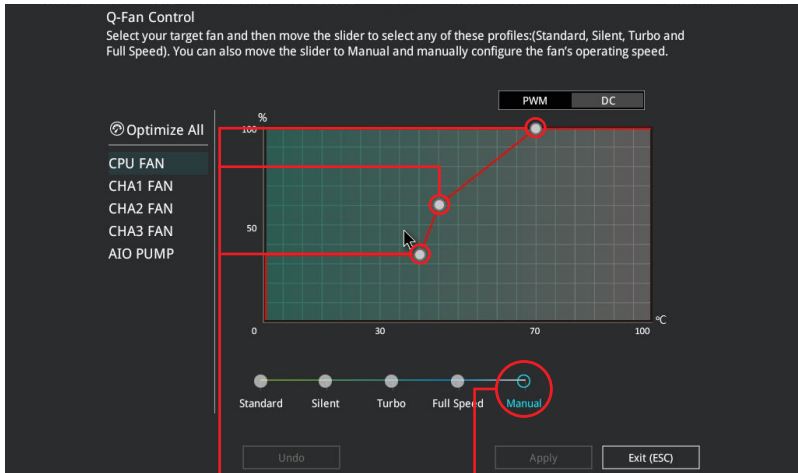 Q-Fan Control
Select your target fan and then move the slider to select any of these profiles:(Standard, Silent, Turbo and
Full Speed). You can also move the slider to Manual and manually configure the fan's operating speed.
PWM DC
Optimize All
CPU FAN
CHA1 FAN
CHA2 FAN
CHA3 FAN
AIO PUMP
%
100
50
0 30 70 100
ºC
Standard Silent Turbo Full Speed Manual
Undo Apply Exit (ESC)